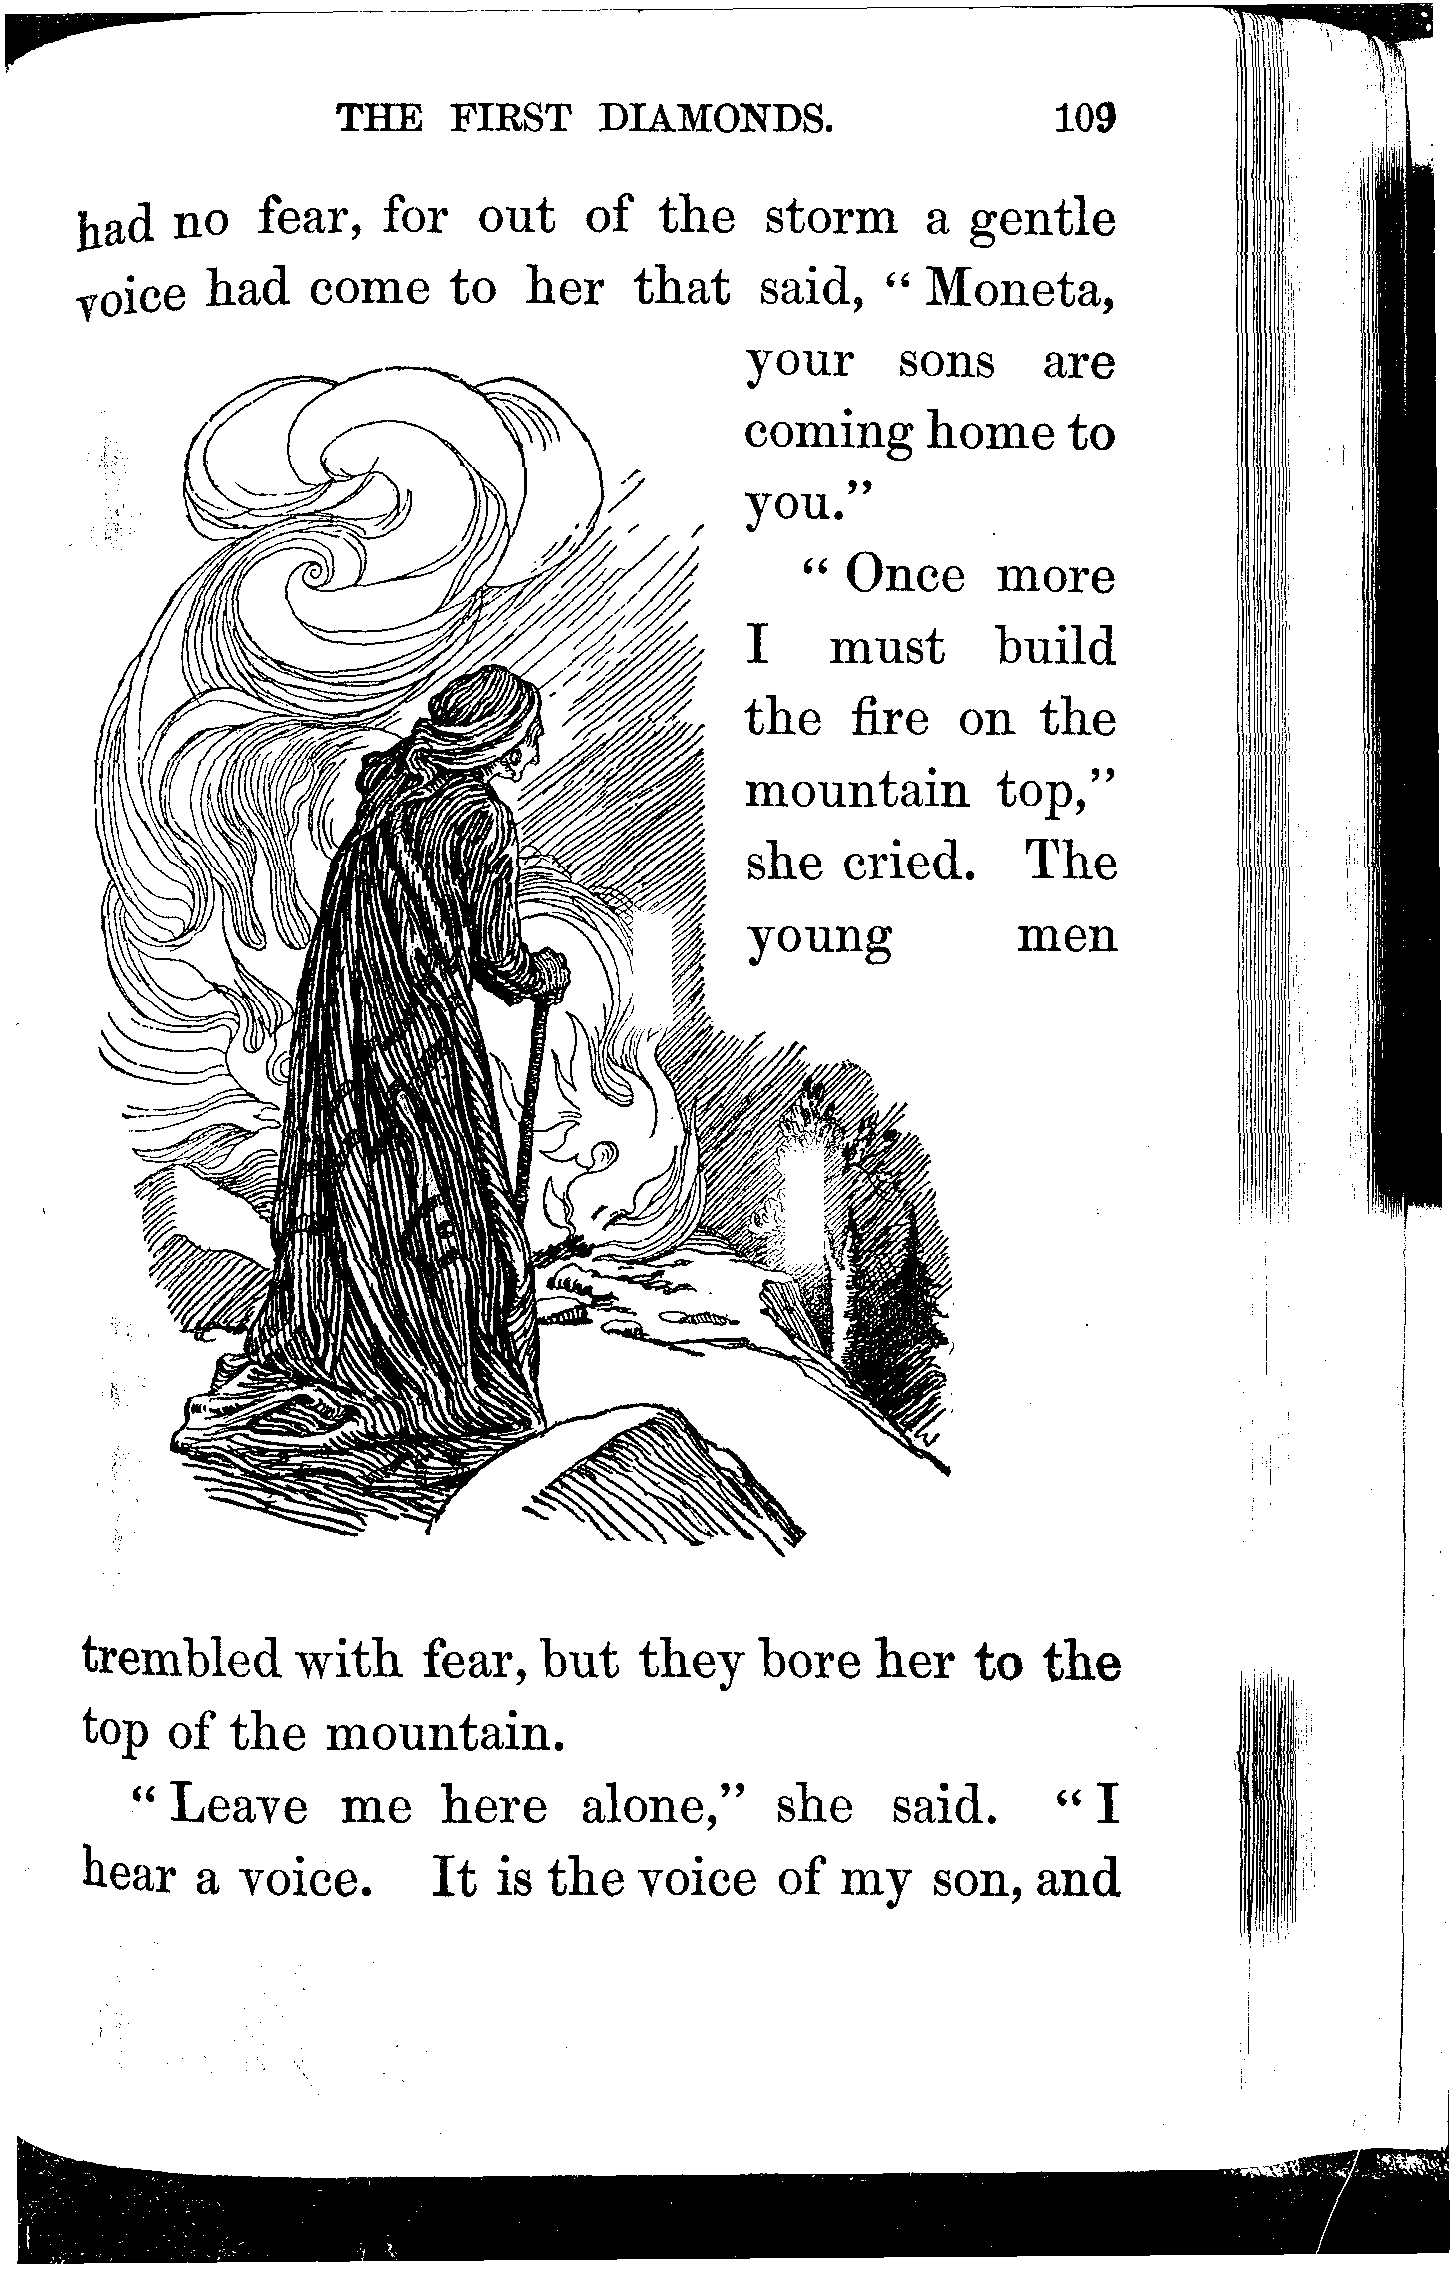 THE FIRST DIAMONDS. 109
had no fear, for out of the storm a gentle
voice had come to her that said, “ Moneta,
your sons are
coming home to
you.”
“ Once more
I must build
the fire on the
mountain top,”
she cried. The
young men
trembled with fear, but they bore her to the
top of the mountain.
“ Leave me here alone,” she said. “ I
hear a voice. It is the voice of my son, and